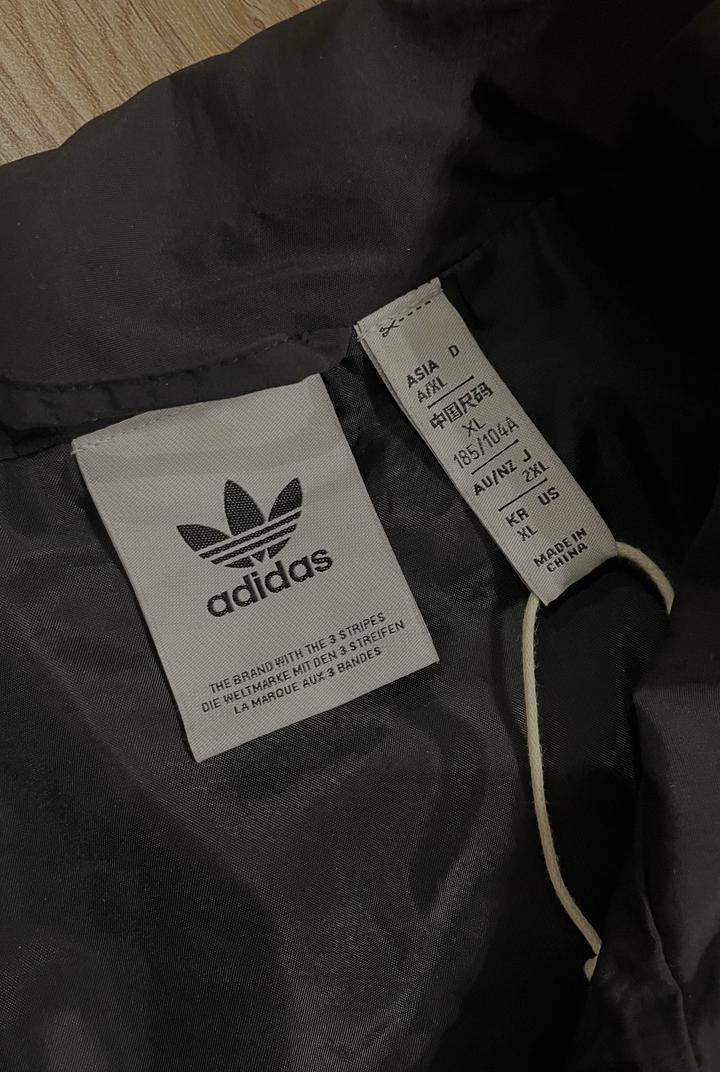 adidas
THE BRAND WITH THE 3 STRIPES
DIE WELTMARKE MIT DEN 3 STREIFEN
LA MARQUE AUX 3 BANDES
ASIA D
A/XL
中国尺码
XL
185/104A
AU/NZ J
2XL
KR US
XL
MADE IN
CHINA